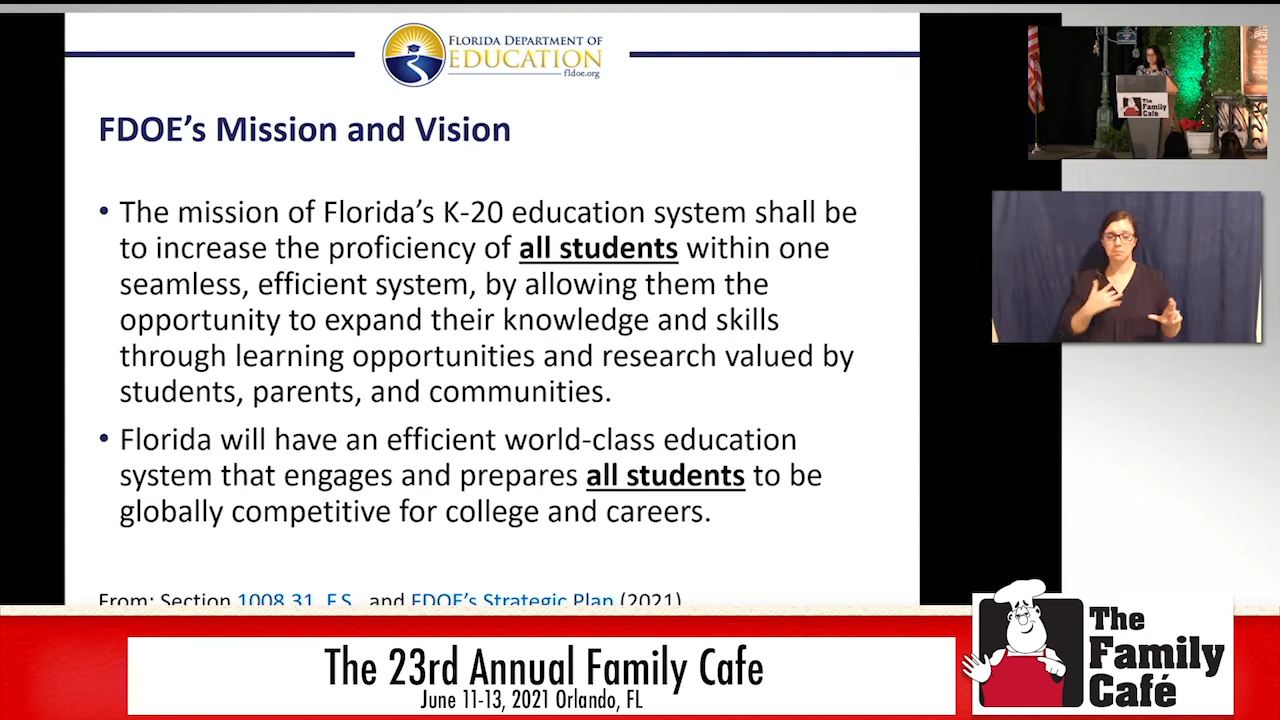 FLORIDA DEPARTMENT OF
EDUCATION
fldoe.org
FDOE's Mission and Vision
• The mission of Florida's K-20 education system shall be
to increase the proficiency of all students within one
seamless, efficient system, by allowing them the
opportunity to expand their knowledge and skills
through learning opportunities and research valued by
students, parents, and communities.
• Florida will have an efficient world-class education
system that engages and prepares all students to be
globally competitive for college and careers.
From: Section 1008.31, F.S., and FDOE's Strategic Plan (2021)
The
Family
Café
The 23rd Annual Family Cafe
June 11-13, 2021 Orlando, FL
The
Family
Café